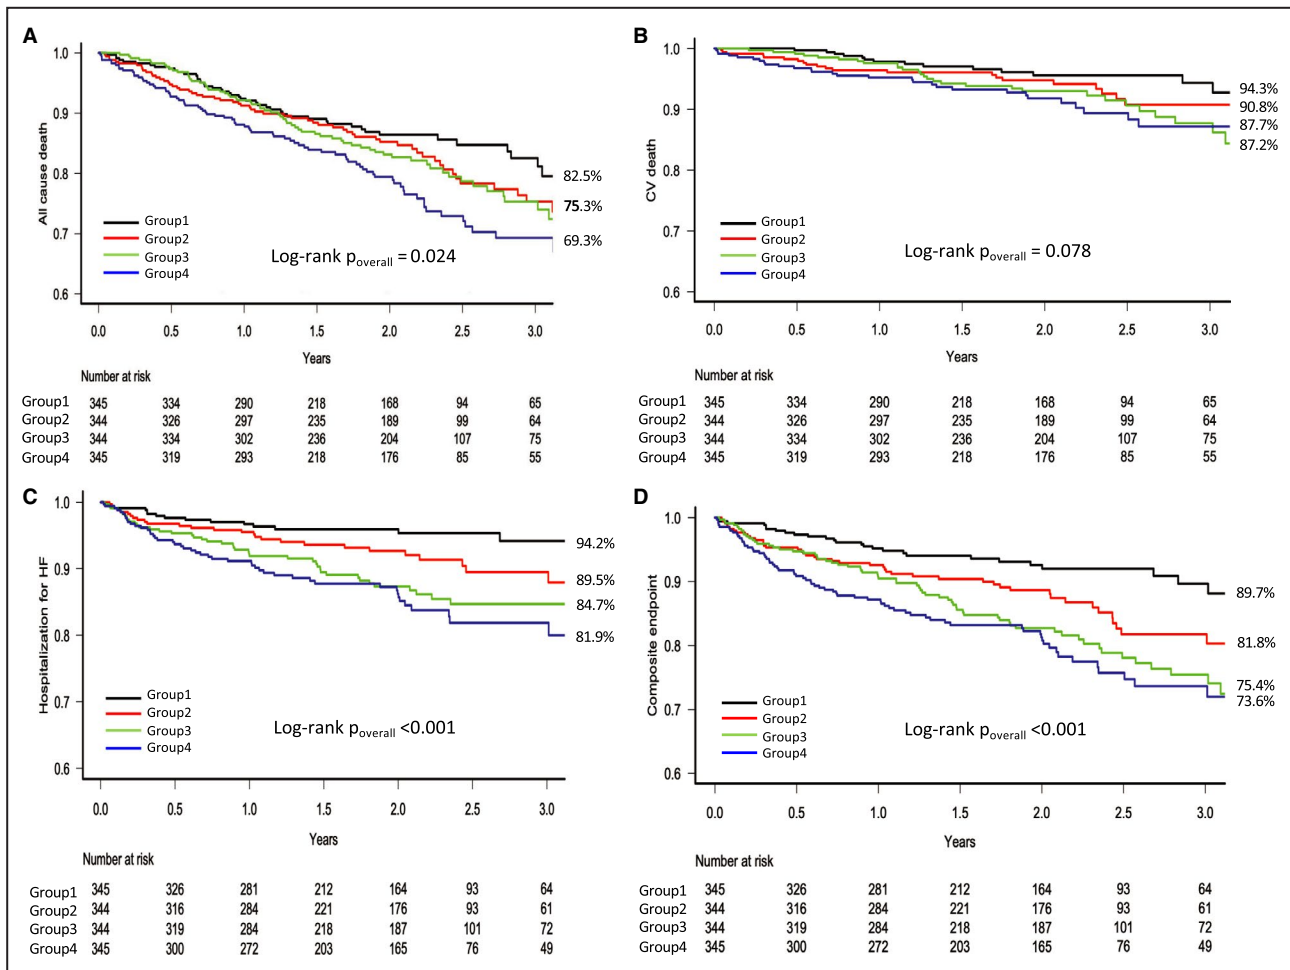 A
1.0
0.9
0.8
0.7
0.6
All cause death
82.5%
75.3%
69.3%
Group1
Group2
Group3
Group4
Log-rank poverall = 0.024
0.0 0.5 1.0 1.5 2.0 2.5 3.0
Years
Number at risk
Group1 345 334 290 218 168 94 65
Group2 344 326 297 235 189 99 64
Group3 344 334 302 236 204 107 75
Group4 345 319 293 218 176 85 55
B
1.0
0.9
0.8
0.7
0.6
CV death
94.3%
90.8%
87.7%
87.2%
Group1
Group2
Group3
Group4
Log-rank poverall = 0.078
0.0 0.5 1.0 1.5 2.0 2.5 3.0
Years
Number at risk
Group1 345 334 290 218 168 94 65
Group2 344 326 297 235 189 99 64
Group3 344 334 302 236 204 107 75
Group4 345 319 293 218 176 85 55
C
1.0
0.9
0.8
0.7
0.6
Hospitalization for HF
94.2%
89.5%
84.7%
81.9%
Group1
Group2
Group3
Group4
Log-rank poverall <0.001
0.0 0.5 1.0 1.5 2.0 2.5 3.0
Years
Number at risk
Group1 345 326 281 212 164 93 64
Group2 344 316 284 221 176 93 61
Group3 344 319 284 218 187 101 72
Group4 345 300 272 203 165 76 49
D
1.0
0.9
0.8
0.7
0.6
Composite endpoint
89.7%
81.8%
75.4%
73.6%
Group1
Group2
Group3
Group4
Log-rank poverall <0.001
0.0 0.5 1.0 1.5 2.0 2.5 3.0
Years
Number at risk
Group1 345 326 281 212 164 93 64
Group2 344 316 284 221 176 93 61
Group3 344 319 284 218 187 101 72
Group4 345 300 272 203 165 76 49